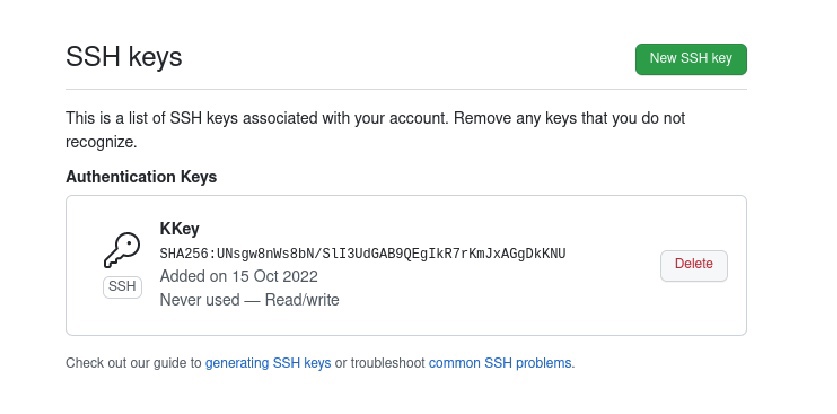 SSH keys
New SSH key
This is a list of SSH keys associated with your account. Remove any keys that you do not
recognize.
Authentication Keys
KKey
SHA256:UNsgw8nWs8bN/SlI3UdGAB9QEgIkR7rKmJxAGgDkKNU
Added on 15 Oct 2022
Never used — Read/write
SSH
Delete
Check out our guide to generating SSH keys or troubleshoot common SSH problems.